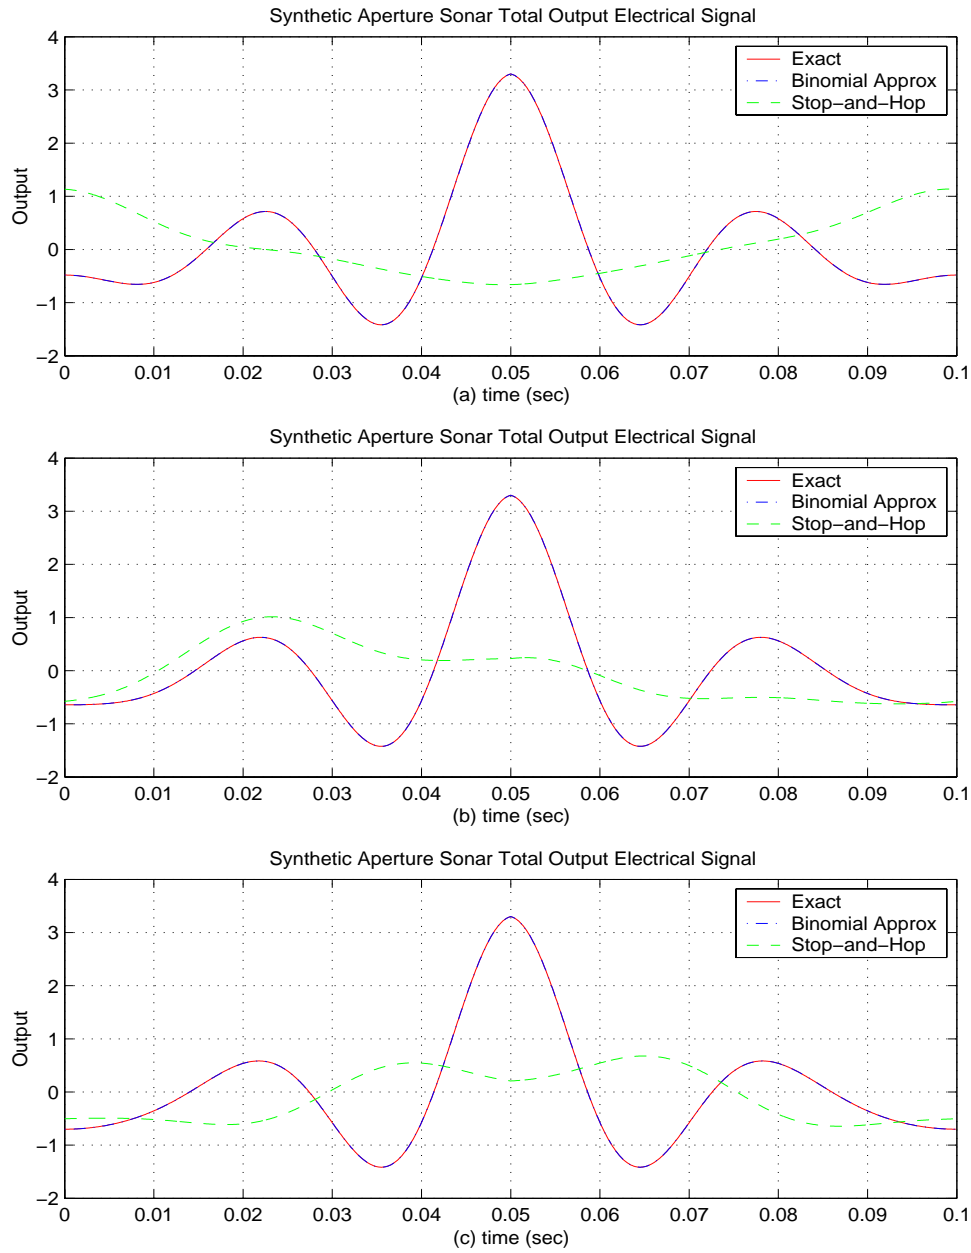 Synthetic Aperture Sonar Total Output Electrical Signal
4
3
2
1
0
−1
−2
Output
Exact
Binomial Approx
Stop−and−Hop
0 0.01 0.02 0.03 0.04 0.05 0.06 0.07 0.08 0.09 0.1
(a) time (sec)
Synthetic Aperture Sonar Total Output Electrical Signal
4
3
2
1
0
−1
−2
Output
Exact
Binomial Approx
Stop−and−Hop
0 0.01 0.02 0.03 0.04 0.05 0.06 0.07 0.08 0.09 0.1
(b) time (sec)
Synthetic Aperture Sonar Total Output Electrical Signal
4
3
2
1
0
−1
−2
Output
Exact
Binomial Approx
Stop−and−Hop
0 0.01 0.02 0.03 0.04 0.05 0.06 0.07 0.08 0.09 0.1
(c) time (sec)